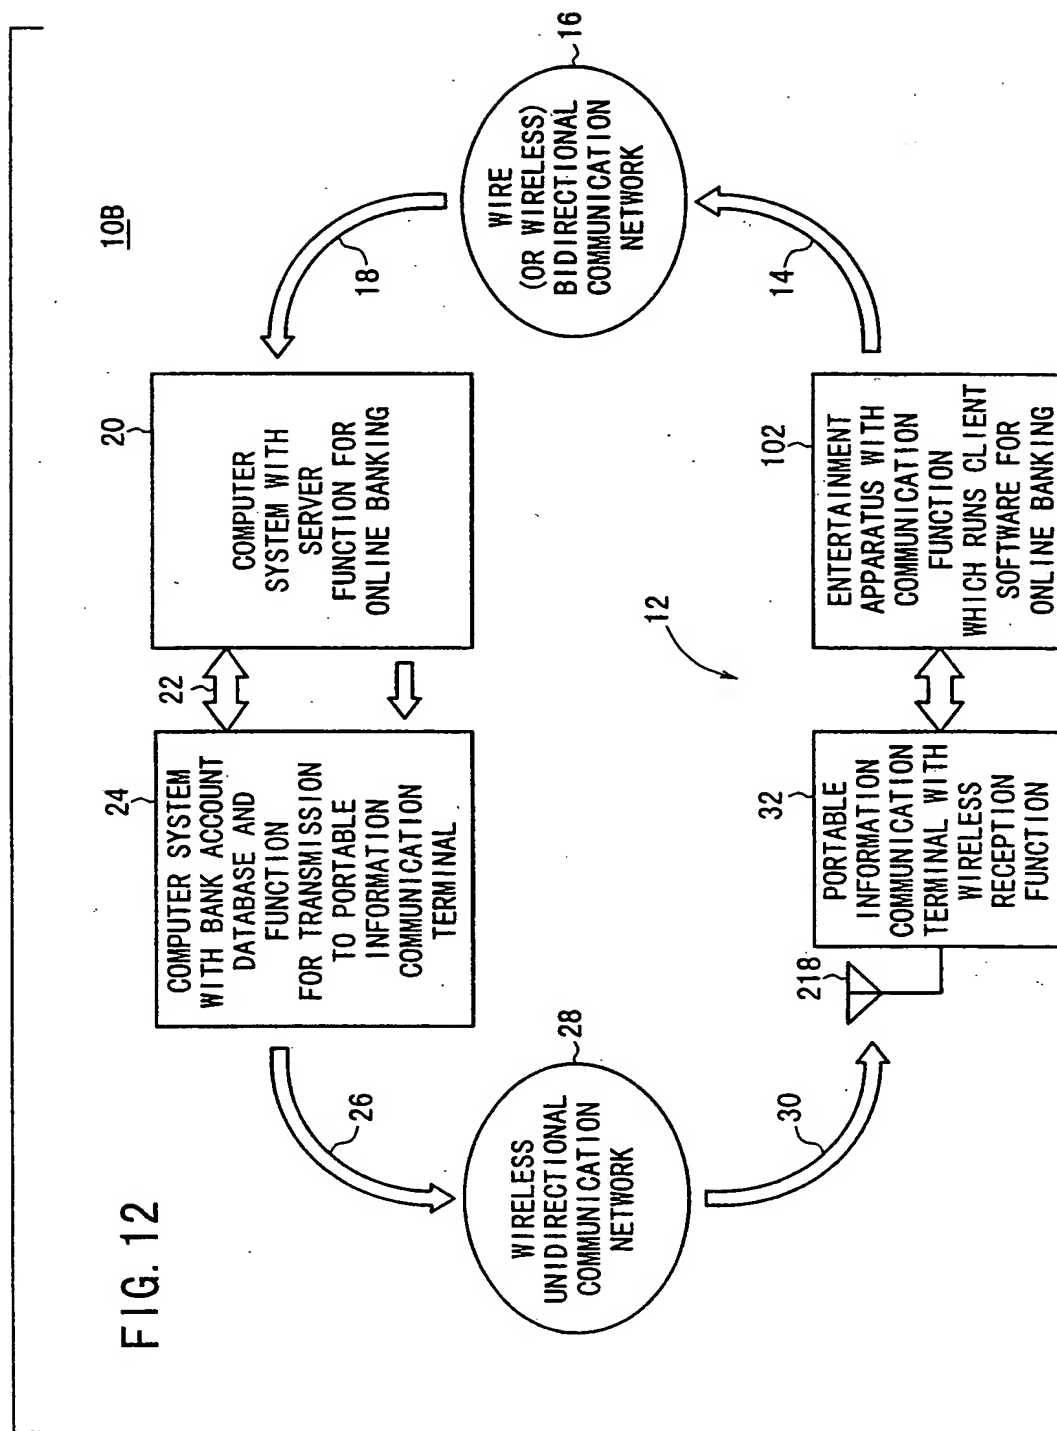 FIG. 12
10B
24
COMPUTER SYSTEM
WITH BANK ACCOUNT
DATABASE AND
FUNCTION
FOR TRANSMISSION
TO PORTABLE
INFORMATION
COMMUNICATION
TERMINAL
22
20
COMPUTER
SYSTEM WITH
SERVER
FUNCTION FOR
ONLINE BANKING
18
26
28
WIRELESS
UNIDIRECTIONAL
COMMUNICATION
NETWORK
16
WIRE
(OR WIRELESS)
BIDIRECTIONAL
COMMUNICATION
NETWORK
12
30
218
32
PORTABLE
INFORMATION
COMMUNICATION
TERMINAL WITH
WIRELESS
RECEPTION
FUNCTION
102
ENTERTAINMENT
APPARATUS WITH
COMMUNICATION
FUNCTION
WHICH RUNS CLIENT
SOFTWARE FOR
ONLINE BANKING
14